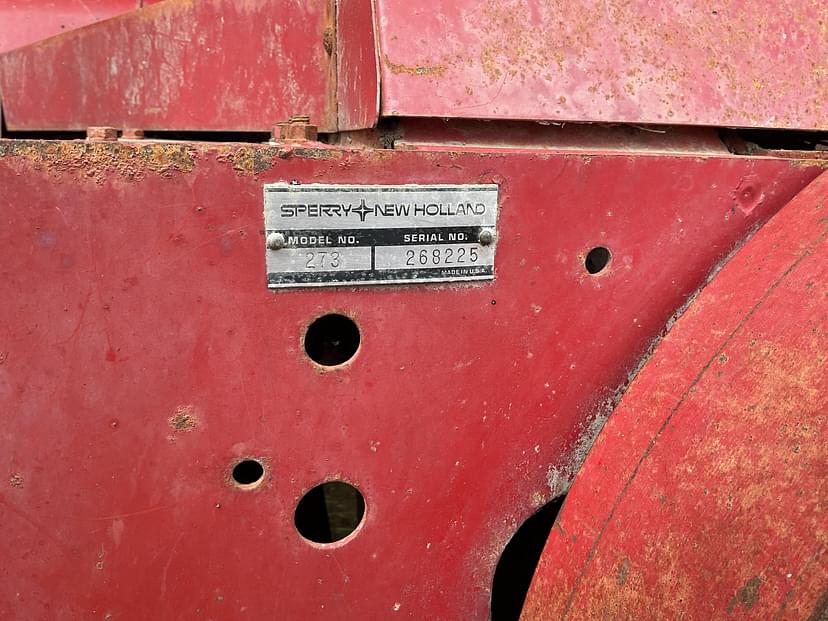 SPERRY NEW HOLLAND
MODEL NO. SERIAL NO.
273 268225
MADE IN U.S.A.